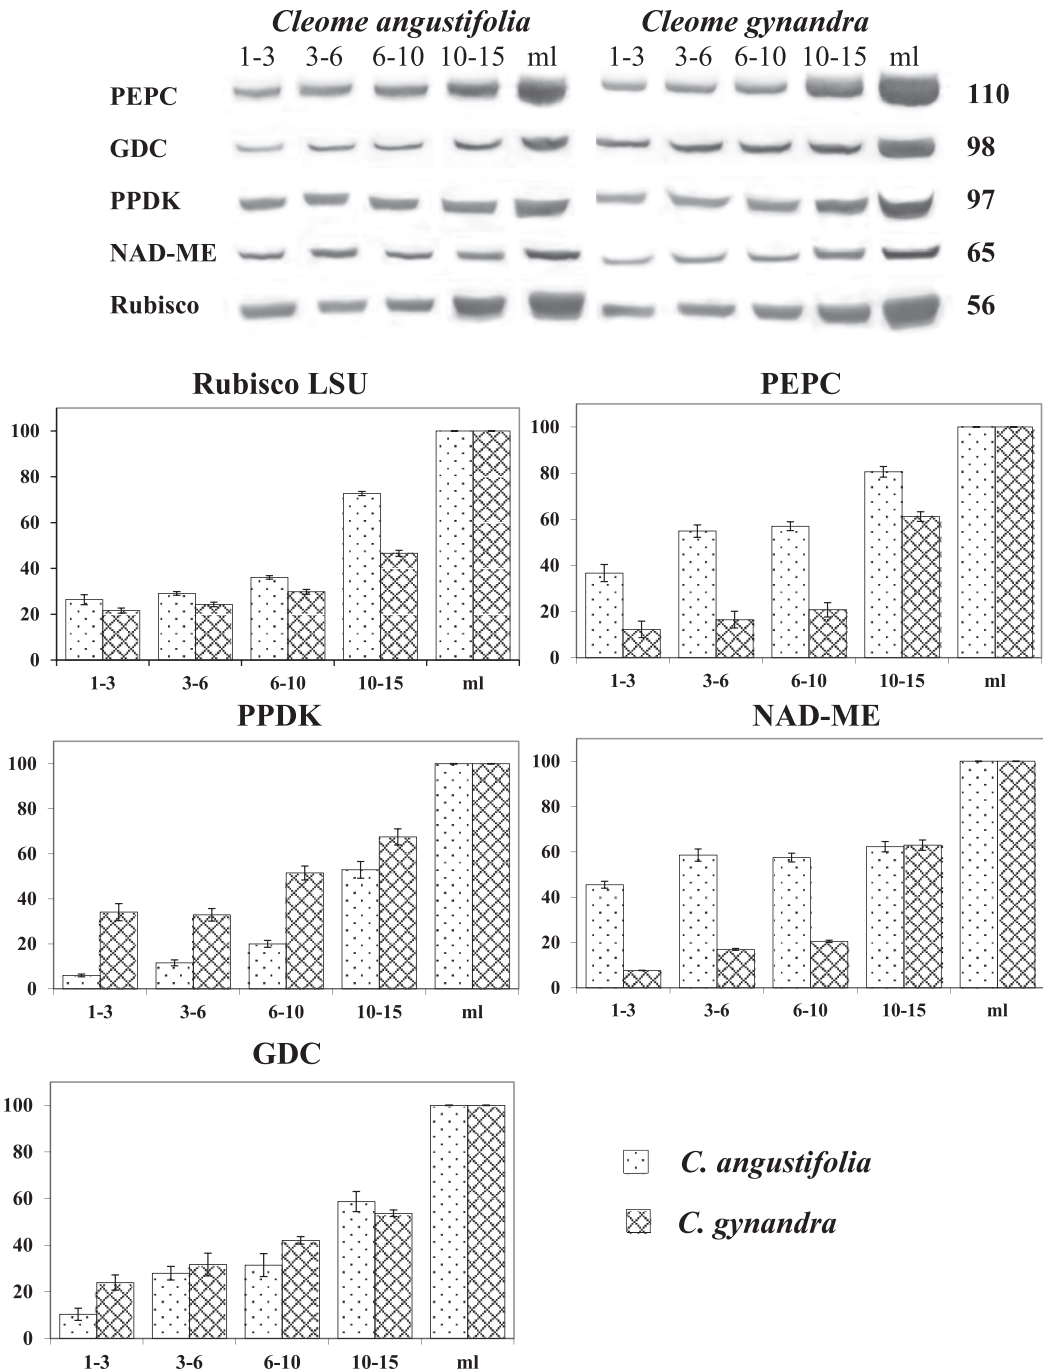 Cleome angustifolia Cleome gynandra
1-3 3-6 6-10 10-15 ml 1-3 3-6 6-10 10-15 ml
PEPC 110
GDC 98
PPDK 97
NAD-ME 65
Rubisco 56
Rubisco LSU
100
80
60
40
20
0
1-3 3-6 6-10 10-15 ml
PEPC
100
80
60
40
20
0
1-3 3-6 6-10 10-15 ml
PPDK
100
80
60
40
20
0
1-3 3-6 6-10 10-15 ml
NAD-ME
100
80
60
40
20
0
1-3 3-6 6-10 10-15 ml
GDC
100
80
60
40
20
0
1-3 3-6 6-10 10-15 ml
C. angustifolia
C. gynandra